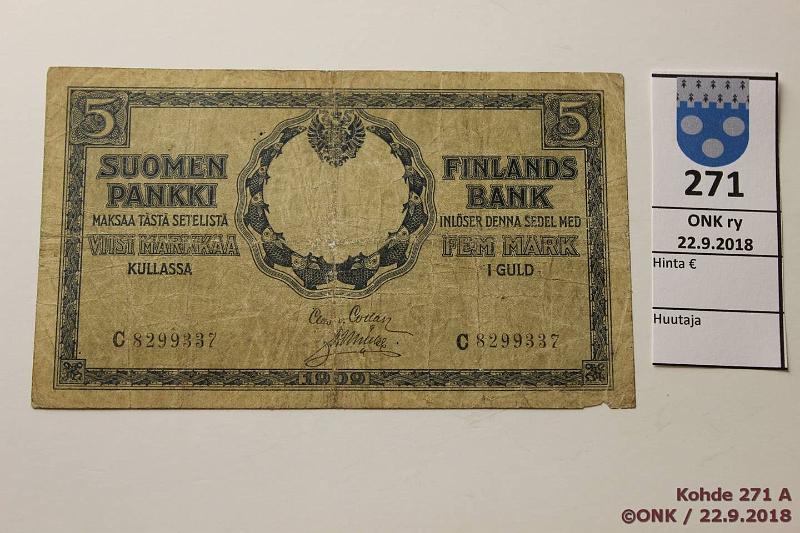 5
5
SUOMEN
PANKKI
MAKSAA TÄSTÄ SETELISTÄ
VIISI MARKKAA
KULLASSA
FINLANDS
BANK
INLÖSER DENNA SEDEL MED
FEM MARK
I GULD
C 8299337
C 8299337
1909
271
ONK ry
22.9.2018
Hinta €
Huutaja
Kohde 271 A
©ONK / 22.9.2018